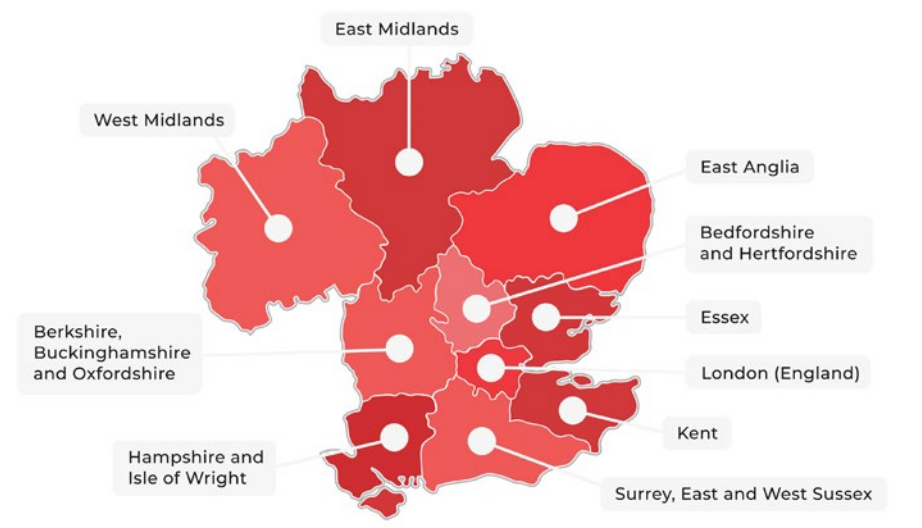 East Midlands
West Midlands
East Anglia
Bedfordshire
and Hertfordshire
Essex
Berkshire,
Buckinghamshire
and Oxfordshire
London (England)
Kent
Hampshire and
Isle of Wright
Surrey, East and West Sussex